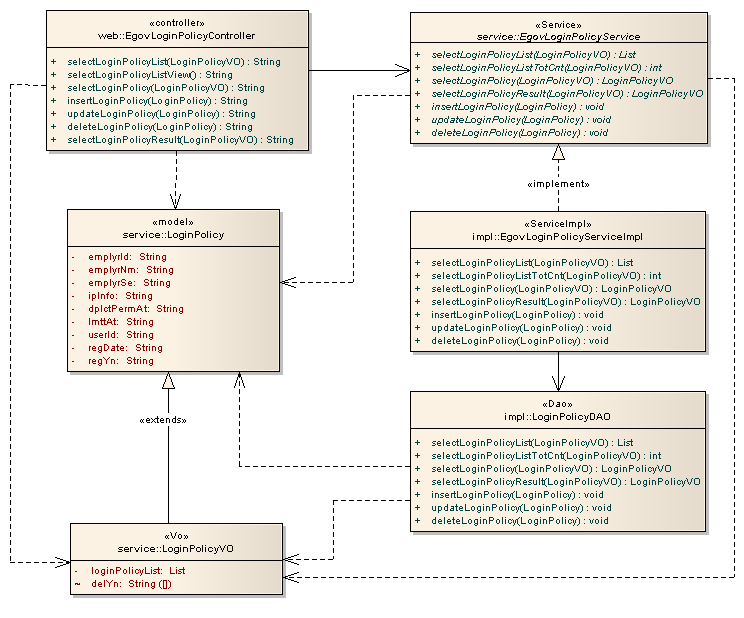 «controller»
web::EgovLoginPolicyController
+ selectLoginPolicyList(LoginPolicyVO) : String
+ selectLoginPolicyListView() : String
+ selectLoginPolicy(LoginPolicyVO) : String
+ insertLoginPolicy(LoginPolicy) : String
+ updateLoginPolicy(LoginPolicy) : String
+ deleteLoginPolicy(LoginPolicy) : String
+ selectLoginPolicyResult(LoginPolicyVO) : String
«Service»
service::EgovLoginPolicyService
+ selectLoginPolicyList(LoginPolicyVO) : List
+ selectLoginPolicyListTotCnt(LoginPolicyVO) : int
+ selectLoginPolicy(LoginPolicyVO) : LoginPolicyVO
+ selectLoginPolicyResult(LoginPolicyVO) : LoginPolicyVO
+ insertLoginPolicy(LoginPolicy) : void
+ updateLoginPolicy(LoginPolicy) : void
+ deleteLoginPolicy(LoginPolicy) : void
«implement»
«model»
service::LoginPolicy
- emplyrId: String
- emplyrNm: String
- emplyrSe: String
- ipInfo: String
- dplctPermAt: String
- lmttAt: String
- userId: String
- regDate: String
- regYn: String
«ServiceImpl»
impl::EgovLoginPolicyServiceImpl
+ selectLoginPolicyList(LoginPolicyVO) : List
+ selectLoginPolicyListTotCnt(LoginPolicyVO) : int
+ selectLoginPolicy(LoginPolicyVO) : LoginPolicyVO
+ selectLoginPolicyResult(LoginPolicyVO) : LoginPolicyVO
+ insertLoginPolicy(LoginPolicy) : void
+ updateLoginPolicy(LoginPolicy) : void
+ deleteLoginPolicy(LoginPolicy) : void
«extends»
«Dao»
impl::LoginPolicyDAO
+ selectLoginPolicyList(LoginPolicyVO) : List
+ selectLoginPolicyListTotCnt(LoginPolicyVO) : int
+ selectLoginPolicy(LoginPolicyVO) : LoginPolicyVO
+ selectLoginPolicyResult(LoginPolicyVO) : LoginPolicyVO
+ insertLoginPolicy(LoginPolicy) : void
+ updateLoginPolicy(LoginPolicy) : void
+ deleteLoginPolicy(LoginPolicy) : void
«Vo»
service::LoginPolicyVO
- loginPolicyList: List
~ delYn: String ([])